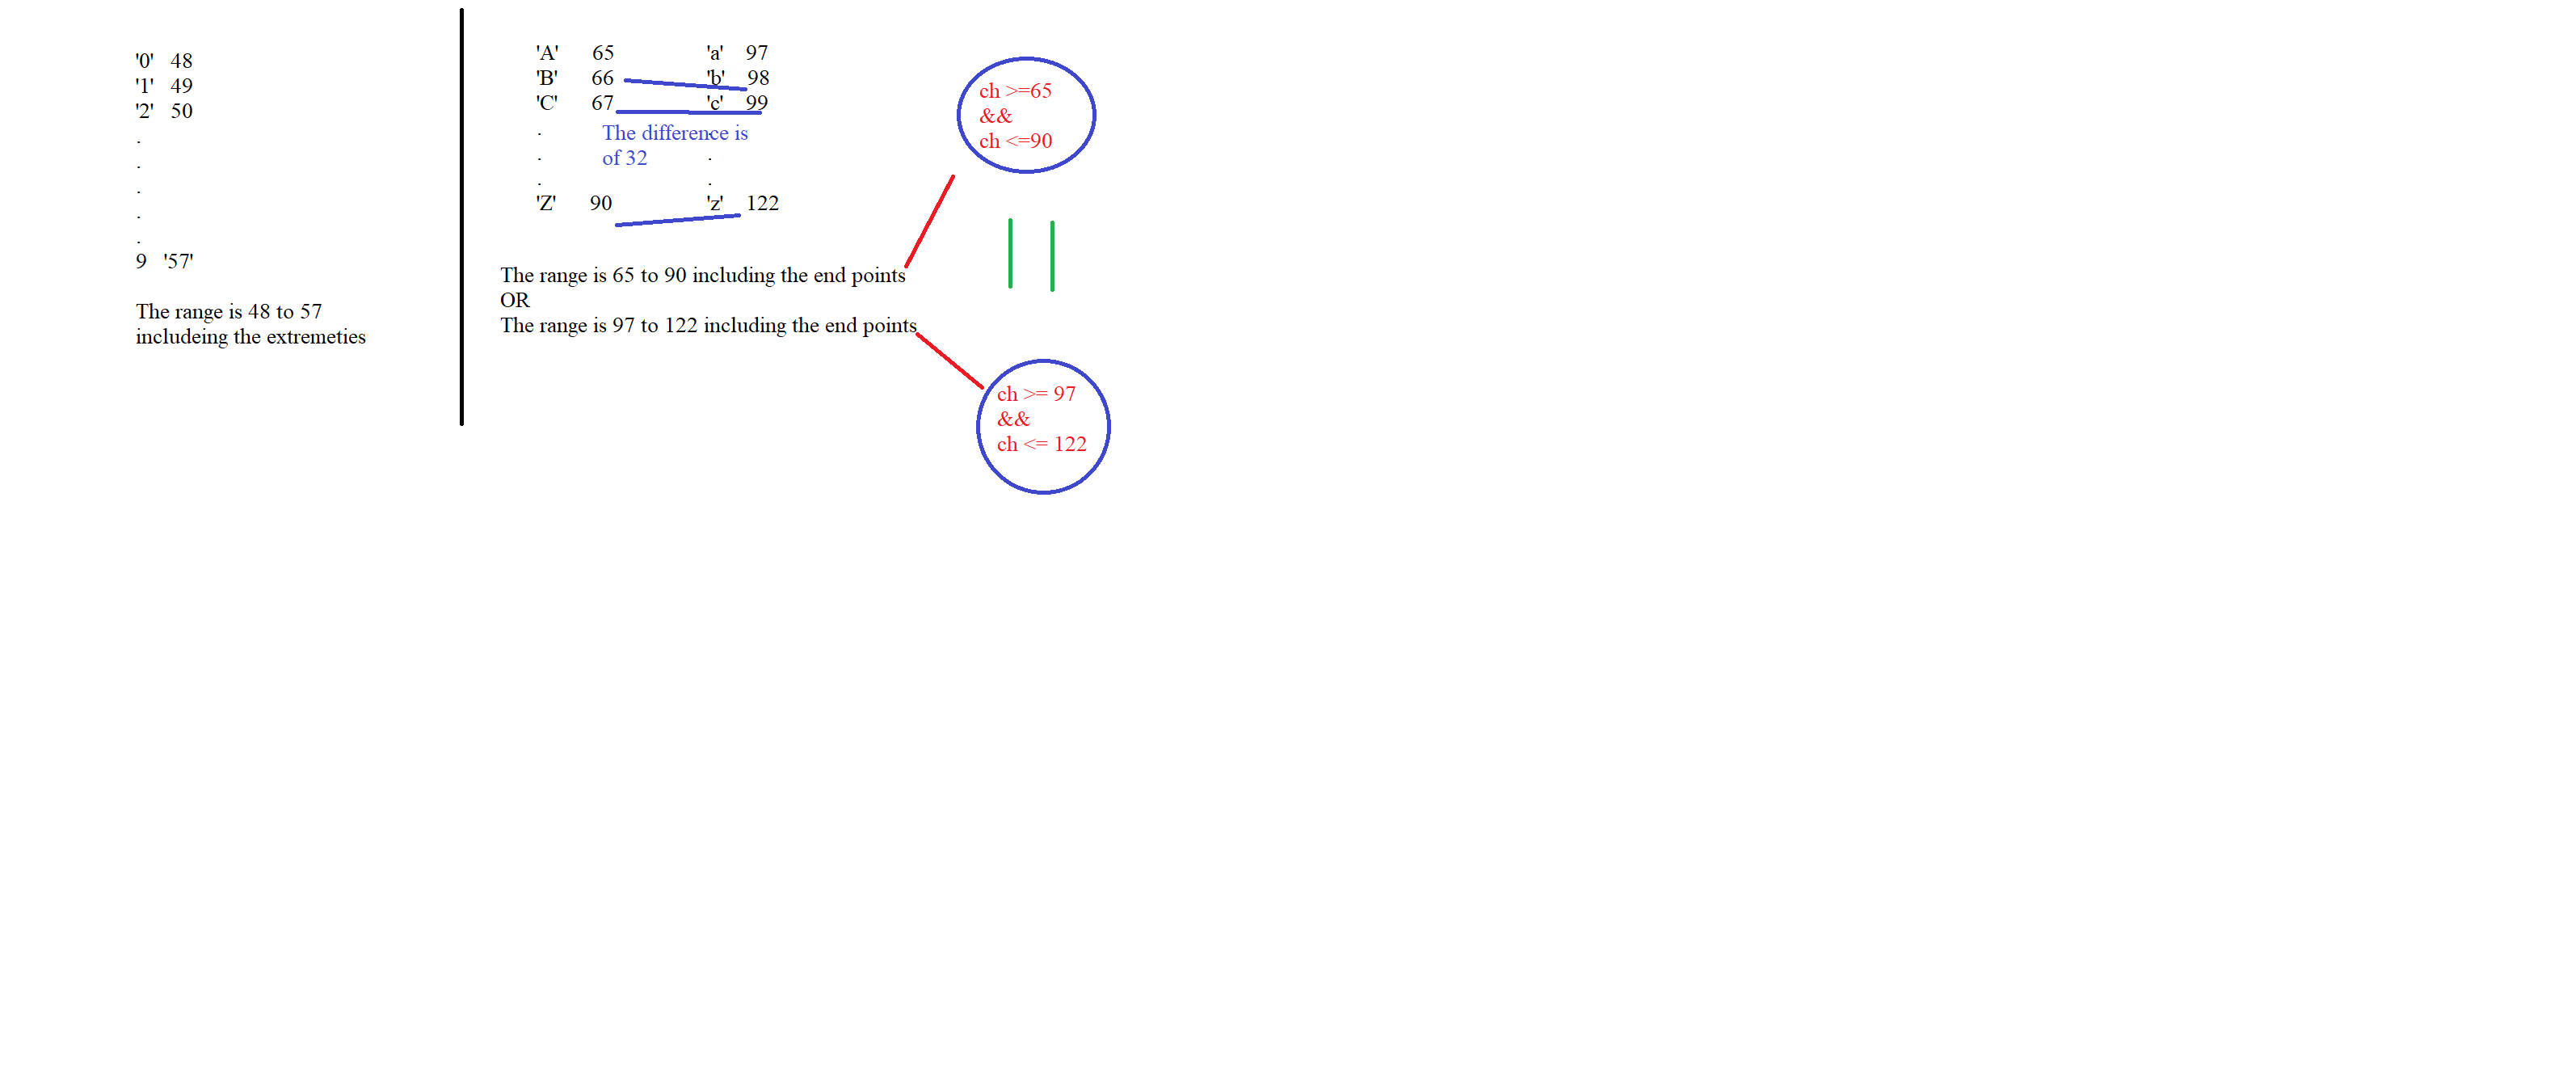 '0' 48
'1' 49
'2' 50
.
.
.
.
.
9 '57'
The range is 48 to 57
includeing the extremeties
'A' 65 'a' 97
'B' 66 'b' 98
'C' 67 'c' 99
. The difference is .
. of 32 .
. .
'Z' 90 'z' 122
The range is 65 to 90 including the end points
OR
The range is 97 to 122 including the end points
ch >=65
&&
ch <=90
||
ch >= 97
&&
ch <= 122